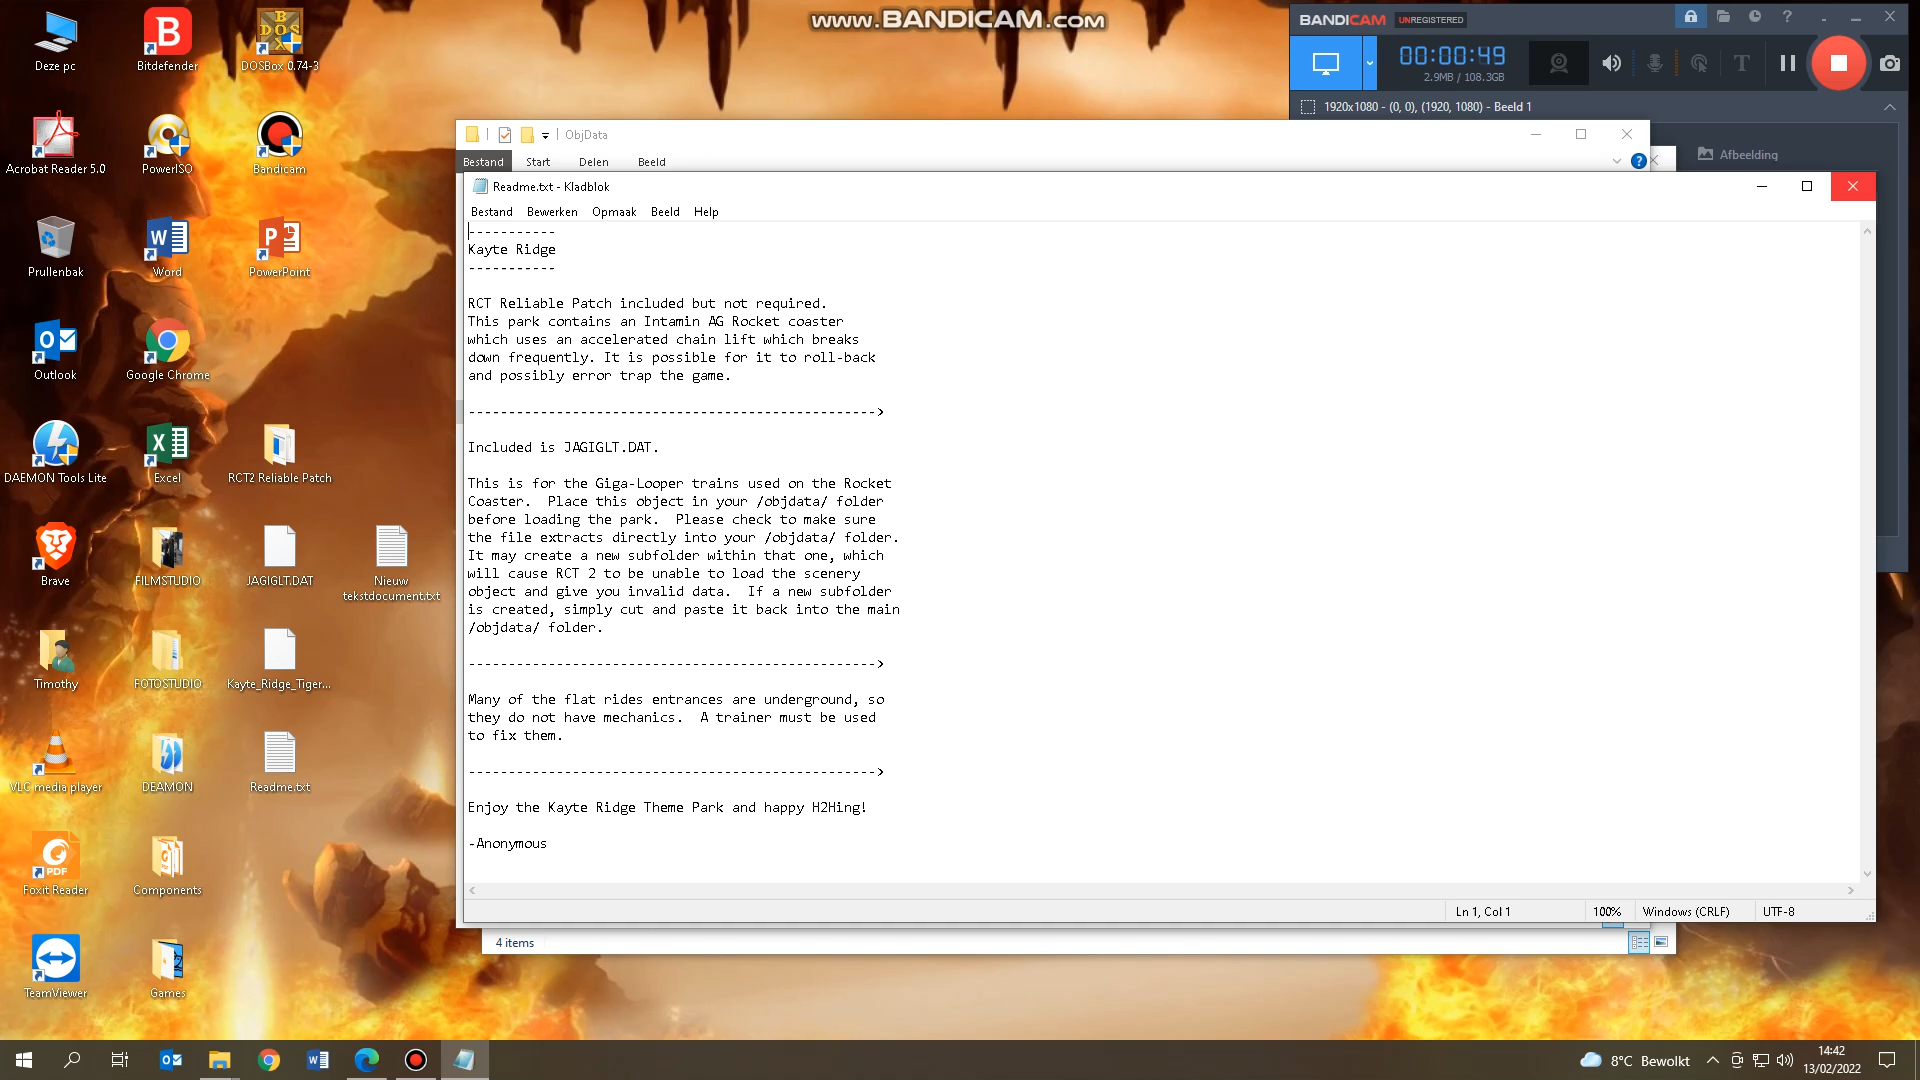 www.BANDICAM.com
Deze pc
Bitdefender
DOSBox 0.74-3
Acrobat Reader 5.0
PowerISO
Bandicam
Prullenbak
Word
PowerPoint
Outlook
Google Chrome
DAEMON Tools Lite
Excel
RCT2 Reliable Patch
Brave
FILMSTUDIO
JAGIGLT.DAT
Nieuw
tekstdocument.txt
Timothy
FOTOSTUDIO
Kayte_Ridge_Tiger...
VLC media player
DEAMON
Readme.txt
Foxit Reader
Components
TeamViewer
Games
BANDICAM UNREGISTERED
00:00:49
2.9MB / 108.3GB
1920x1080 - (0, 0), (1920, 1080) - Beeld 1
Afbeelding
ObjData
Bestand Start Delen Beeld
Readme.txt - Kladblok
Bestand Bewerken Opmaak Beeld Help
-----------
Kayte Ridge
-----------
RCT Reliable Patch included but not required.
This park contains an Intamin AG Rocket coaster
which uses an accelerated chain lift which breaks
down frequently. It is possible for it to roll-back
and possibly error trap the game.
--------------------------------------------------->
Included is JAGIGLT.DAT.
This is for the Giga-Looper trains used on the Rocket
Coaster.  Place this object in your /objdata/ folder
before loading the park.  Please check to make sure
the file extracts directly into your /objdata/ folder.
It may create a new subfolder within that one, which
will cause RCT 2 to be unable to load the scenery
object and give you invalid data.  If a new subfolder
is created, simply cut and paste it back into the main
/objdata/ folder.
--------------------------------------------------->
Many of the flat rides entrances are underground, so
they do not have mechanics.  A trainer must be used
to fix them.
--------------------------------------------------->
Enjoy the Kayte Ridge Theme Park and happy H2Hing!
-Anonymous
Ln 1, Col 1
100%
Windows (CRLF)
UTF-8
4 items
8°C Bewolkt
14:42
13/02/2022